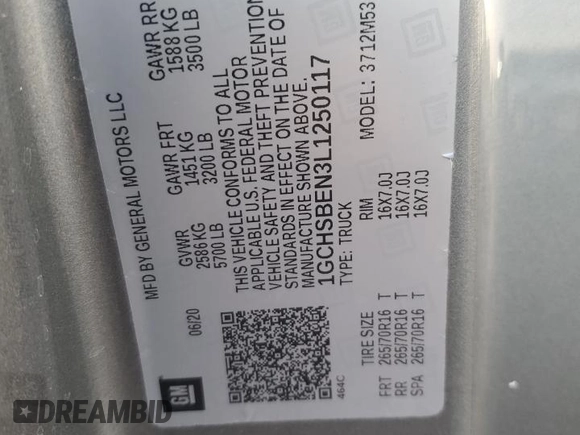 MFD BY GENERAL MOTORS LLC
06/20
GVWR
2586 KG
5700 LB
GAWR FRT
1451 KG
3200 LB
GAWR RR
1588 KG
3500 LB
THIS VEHICLE CONFORMS TO ALL
APPLICABLE U.S. FEDERAL MOTOR
VEHICLE SAFETY AND THEFT PREVENTION
STANDARDS IN EFFECT ON THE DATE OF
MANUFACTURE SHOWN ABOVE.
1GCHSBEN3L1250117
TYPE: TRUCK
MODEL: 3712M53
GM
464C
TIRE SIZE RIM
FRT 265/70R16 T 16X7.0J
RR 265/70R16 T 16X7.0J
SPA 265/70R16 T 16X7.0J
GM
DREAMBID